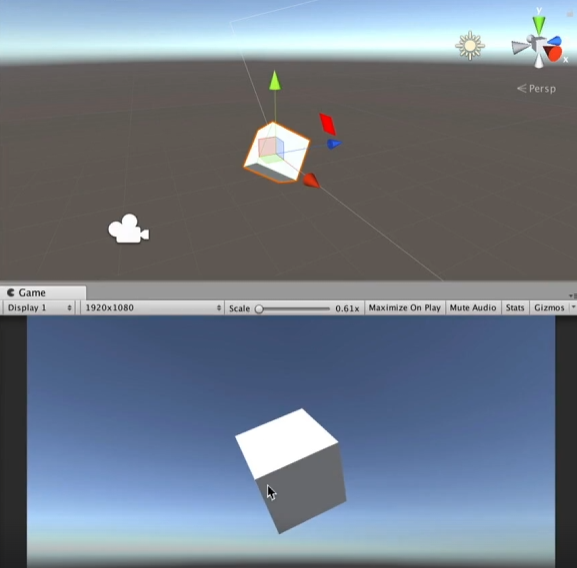 y
x
< Persp
Game
Display 1 1920x1080 Scale 0.61x Maximize On Play Mute Audio Stats Gizmos